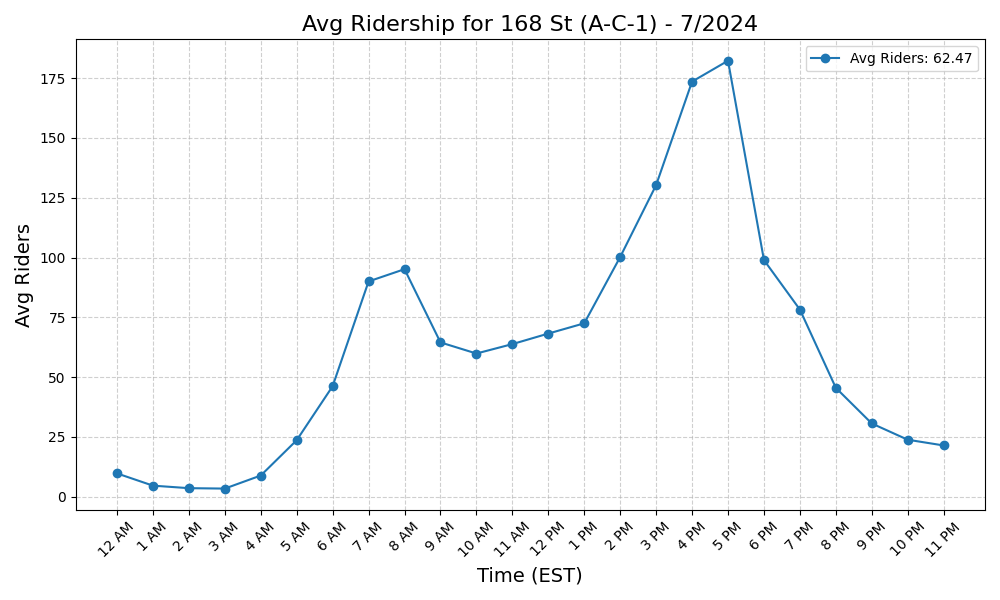 Avg Ridership for 168 St (A-C-1) - 7/2024
Avg Riders: 62.47
Avg Riders
175
150
125
100
75
50
25
0
12 AM
1 AM
2 AM
3 AM
4 AM
5 AM
6 AM
7 AM
8 AM
9 AM
10 AM
11 AM
12 PM
1 PM
2 PM
3 PM
4 PM
5 PM
6 PM
7 PM
8 PM
9 PM
10 PM
11 PM
Time (EST)